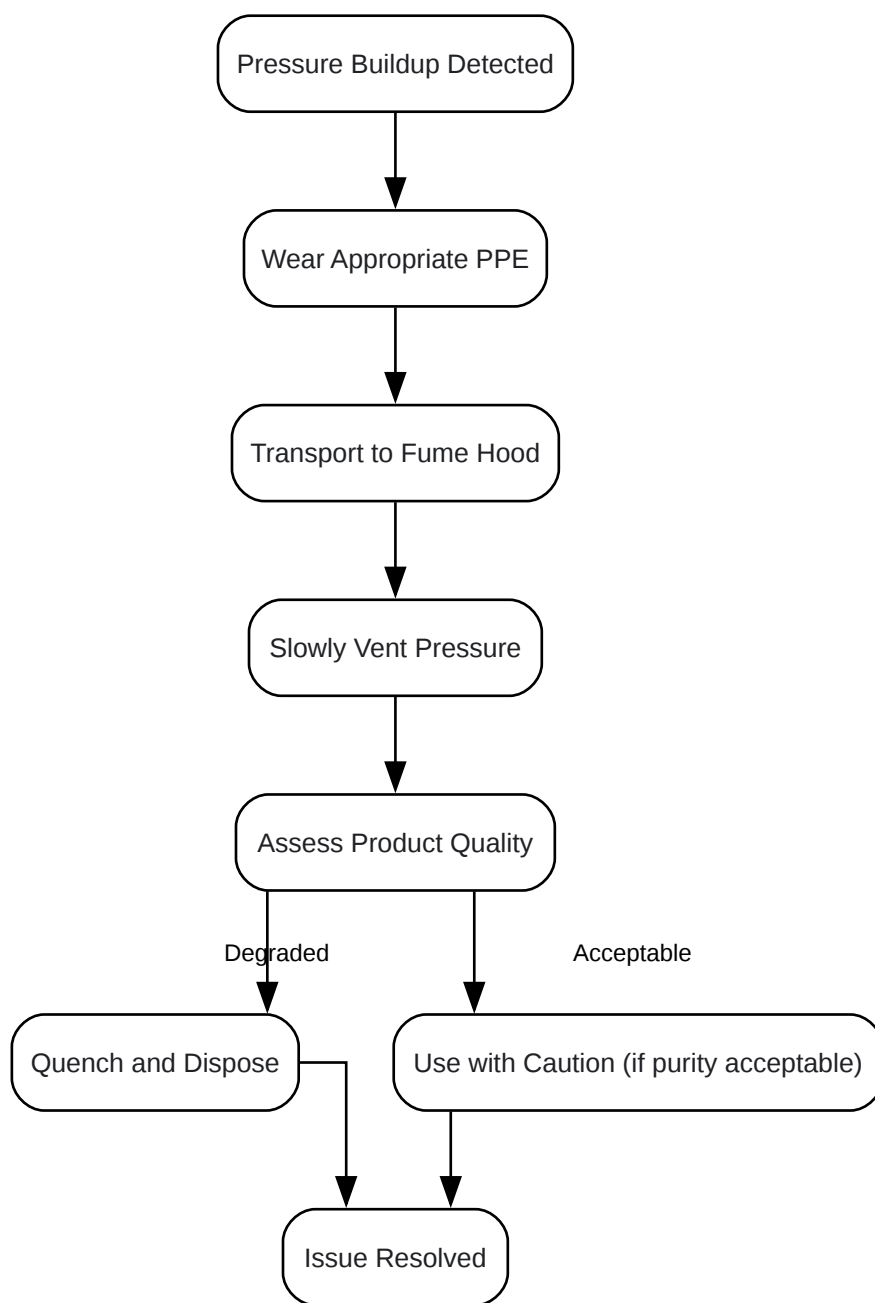 Pressure Buildup Detected
Wear Appropriate PPE
Transport to Fume Hood
Slowly Vent Pressure
Assess Product Quality
Degraded
Acceptable
Quench and Dispose
Use with Caution (if purity acceptable)
Issue Resolved